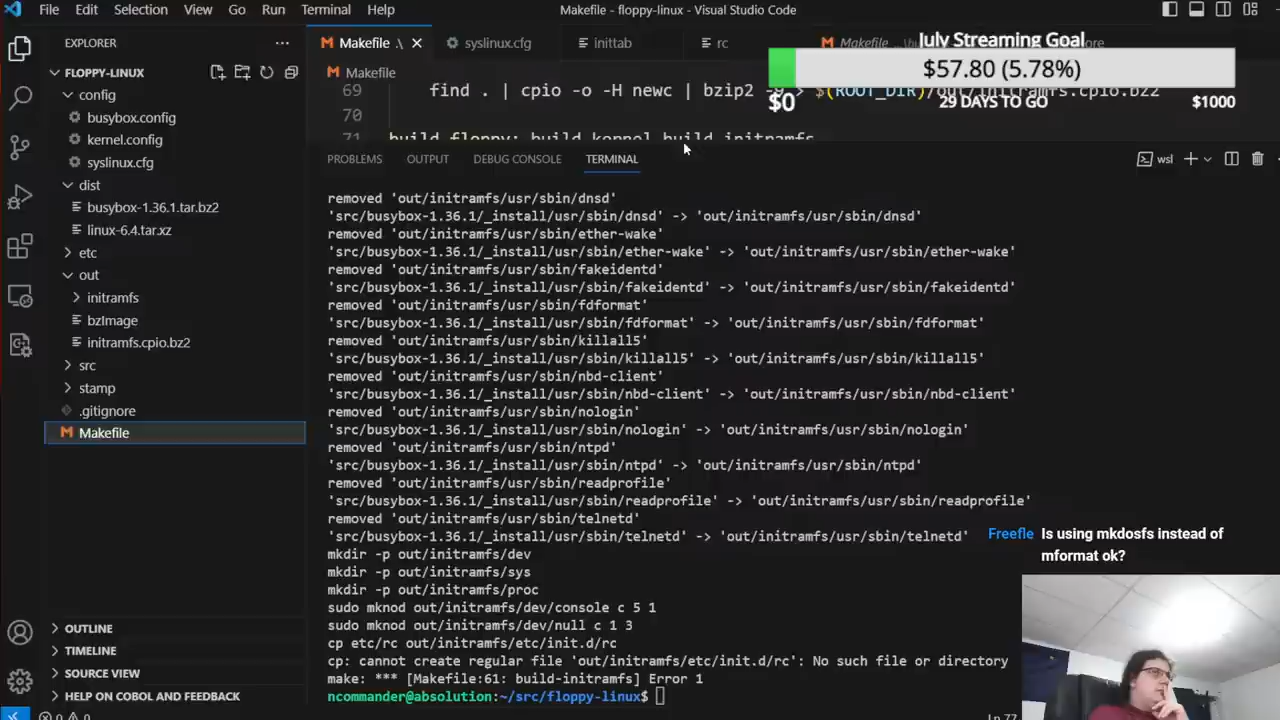 File Edit Selection View Go Run Terminal Help
Makefile - floppy-linux - Visual Studio Code
EXPLORER
FLOPPY-LINUX
config
busybox.config
kernel.config
syslinux.cfg
dist
busybox-1.36.1.tar.bz2
linux-6.4.tar.xz
etc
out
initramfs
bzImage
initramfs.cpio.bz2
src
stamp
.gitignore
Makefile
OUTLINE
TIMELINE
SOURCE VIEW
HELP ON COBOL AND FEEDBACK
Makefile .\ syslinux.cfg inittab rc Makefile
Makefile
July Streaming Goal
$57.80 (5.78%)
$0 29 DAYS TO GO $1000
69 find . | cpio -o -H newc | bzip2 -9 > $(ROOT_DIR)/out/initramfs.cpio.bz2
70
71 build_floppy: build_kernel build_initramfs
PROBLEMS OUTPUT DEBUG CONSOLE TERMINAL
wsl
removed 'out/initramfs/usr/sbin/dnsd'
'src/busybox-1.36.1/_install/usr/sbin/dnsd' -> 'out/initramfs/usr/sbin/dnsd'
removed 'out/initramfs/usr/sbin/ether-wake'
'src/busybox-1.36.1/_install/usr/sbin/ether-wake' -> 'out/initramfs/usr/sbin/ether-wake'
removed 'out/initramfs/usr/sbin/fakeidentd'
'src/busybox-1.36.1/_install/usr/sbin/fakeidentd' -> 'out/initramfs/usr/sbin/fakeidentd'
removed 'out/initramfs/usr/sbin/fdformat'
'src/busybox-1.36.1/_install/usr/sbin/fdformat' -> 'out/initramfs/usr/sbin/fdformat'
removed 'out/initramfs/usr/sbin/killall5'
'src/busybox-1.36.1/_install/usr/sbin/killall5' -> 'out/initramfs/usr/sbin/killall5'
removed 'out/initramfs/usr/sbin/nbd-client'
'src/busybox-1.36.1/_install/usr/sbin/nbd-client' -> 'out/initramfs/usr/sbin/nbd-client'
removed 'out/initramfs/usr/sbin/nologin'
'src/busybox-1.36.1/_install/usr/sbin/nologin' -> 'out/initramfs/usr/sbin/nologin'
removed 'out/initramfs/usr/sbin/ntpd'
'src/busybox-1.36.1/_install/usr/sbin/ntpd' -> 'out/initramfs/usr/sbin/ntpd'
removed 'out/initramfs/usr/sbin/readprofile'
'src/busybox-1.36.1/_install/usr/sbin/readprofile' -> 'out/initramfs/usr/sbin/readprofile'
removed 'out/initramfs/usr/sbin/telnetd'
'src/busybox-1.36.1/_install/usr/sbin/telnetd' -> 'out/initramfs/usr/sbin/telnetd'
mkdir -p out/initramfs/dev
mkdir -p out/initramfs/sys
mkdir -p out/initramfs/proc
sudo mknod out/initramfs/dev/console c 5 1
sudo mknod out/initramfs/dev/null c 1 3
cp etc/rc out/initramfs/etc/init.d/rc
cp: cannot create regular file 'out/initramfs/etc/init.d/rc': No such file or directory
make: *** [Makefile:61: build-initramfs] Error 1
ncommander@absolution:~/src/floppy-linux$
Freefle Is using mkdosfs instead of
mformat ok?